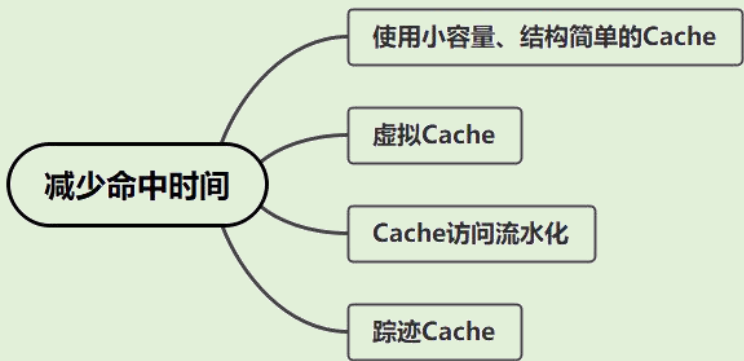 使用小容量、结构简单的Cache
虚拟Cache
减少命中时间
Cache访问流水化
踪迹Cache